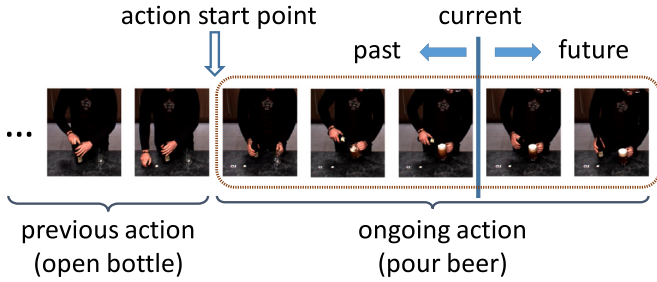 action start point
current
past
future
...
previous action
(open bottle)
ongoing action
(pour beer)